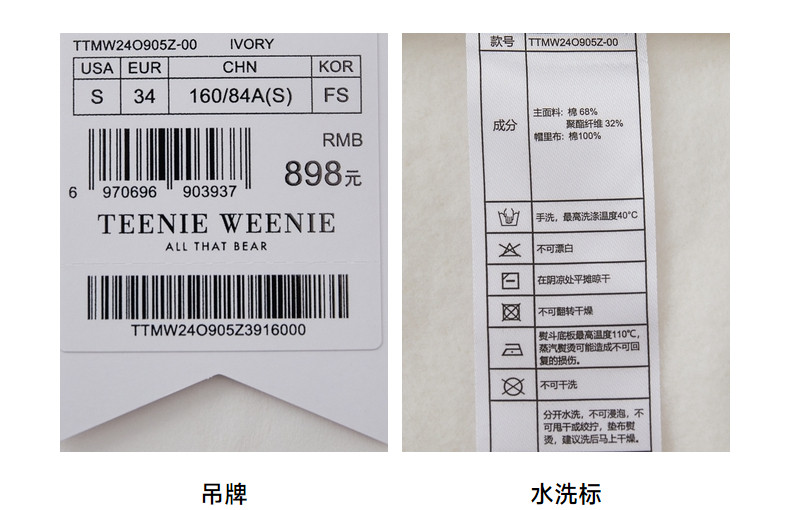 TTMW24O905Z-00 IVORY
USA EUR CHN KOR
S 34 160/84A(S) FS
RMB
898元
6 970696 903937
TEENIE WEENIE
ALL THAT BEAR
TTMW24O905Z3916000
吊牌
款号 TTMW24O905Z-00
成分
主面料: 棉 68%
聚酯纤维 32%
帽里布: 棉100%
手洗，最高洗涤温度40°C
不可漂白
在阴凉处平摊晾干
不可翻转干燥
熨斗底板最高温度110℃，
蒸汽熨烫可能造成不可回
复的损伤。
不可干洗
分开水洗，不可浸泡，不
可甩干或绞拧，垫布熨
烫，建议洗后马上干燥。
水洗标